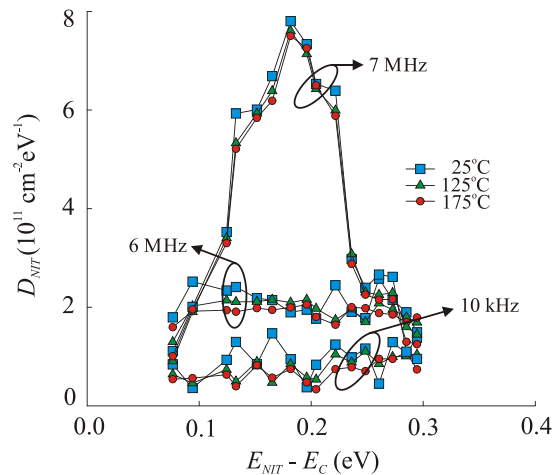 8
6
4
2
0
D_NIT (10^11 cm^-2 eV^-1)
7 MHz
25°C
125°C
175°C
6 MHz
10 kHz
0.0 0.1 0.2 0.3 0.4
E_NIT - E_C (eV)